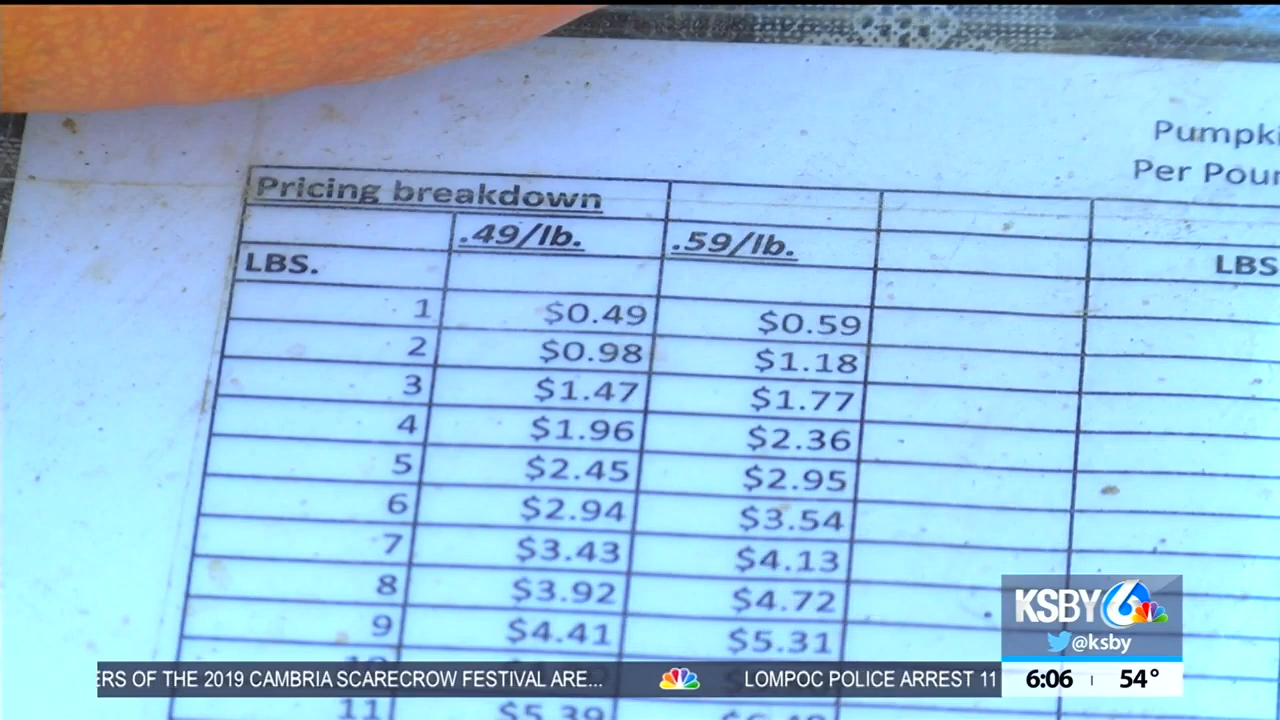 Pumpki
Per Pour
Pricing breakdown
.49/lb. .59/lb.
LBS. LBS
1 $0.49 $0.59
2 $0.98 $1.18
3 $1.47 $1.77
4 $1.96 $2.36
5 $2.45 $2.95
6 $2.94 $3.54
7 $3.43 $4.13
8 $3.92 $4.72
9 $4.41 $5.31
11 $5.39
KSBY 6
@ksby
ERS OF THE 2019 CAMBRIA SCARECROW FESTIVAL ARE... LOMPOC POLICE ARREST 11
6:06 54°